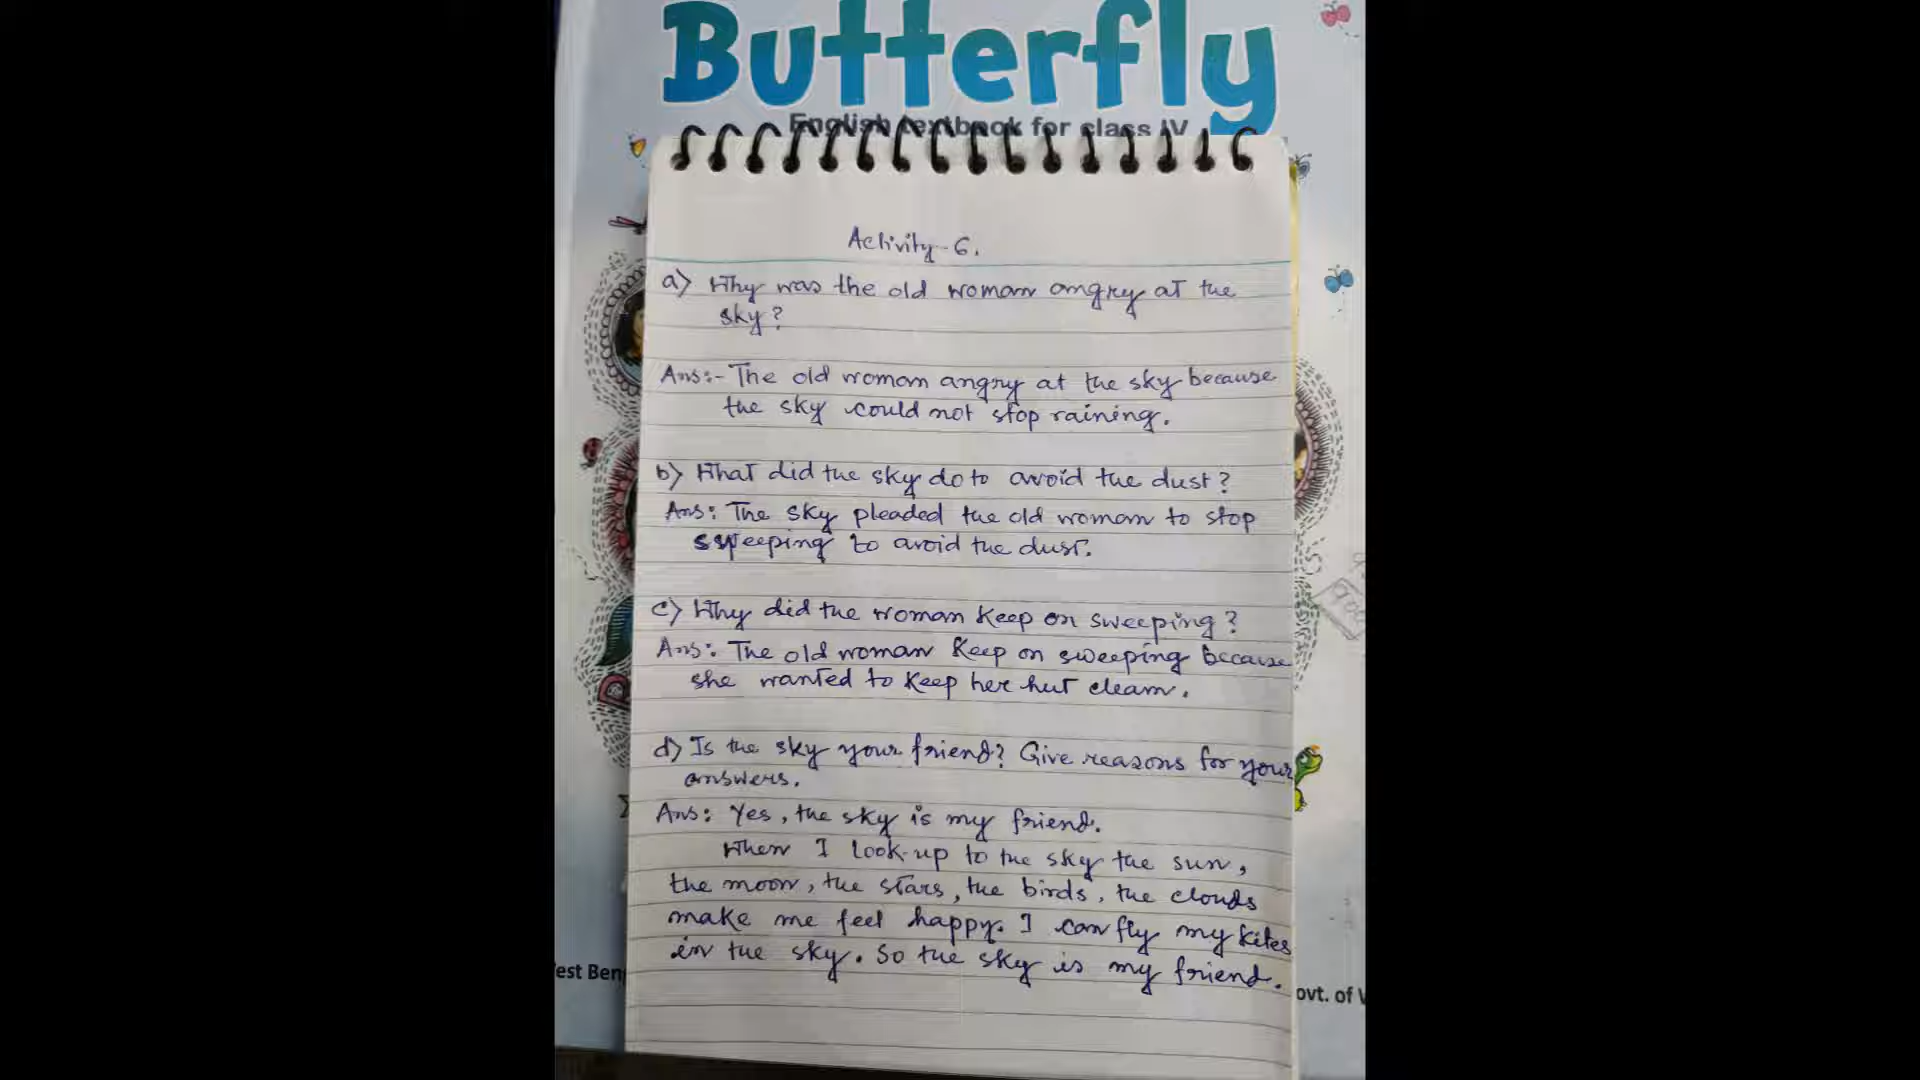 Butterfly
English textbook for class IV
Activity-6.
a) Why was the old woman angry at the
sky?
Ans:- The old woman angry at the sky because
the sky could not stop raining.
b) What did the sky do to avoid the dust?
Ans: The sky pleaded the old woman to stop
sweeping to avoid the dust.
c) Why did the woman keep on sweeping?
Ans: The old woman keep on sweeping because
she wanted to keep her hut clean.
d) Is the sky your friend? Give reasons for your
answers.
Ans: Yes, the sky is my friend.
When I look-up to the sky the sun,
the moon, the stars, the birds, the clouds
make me feel happy. I can fly my kites
in the sky. So the sky is my friend.
est Ben
ovt. of